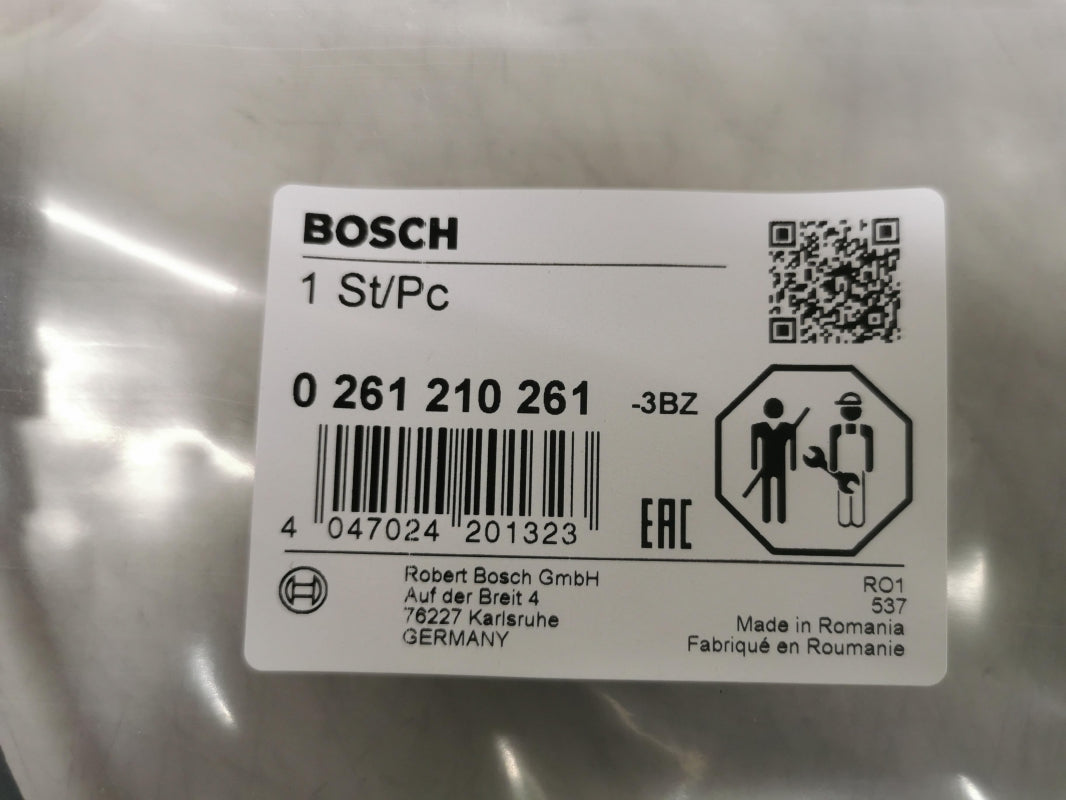 BOSCH
1 St/Pc
0 261 210 261 -3BZ
4 047024 201323
EAC
Robert Bosch GmbH
Auf der Breit 4
76227 Karlsruhe
GERMANY
RO1
537
Made in Romania
Fabriqué en Roumanie